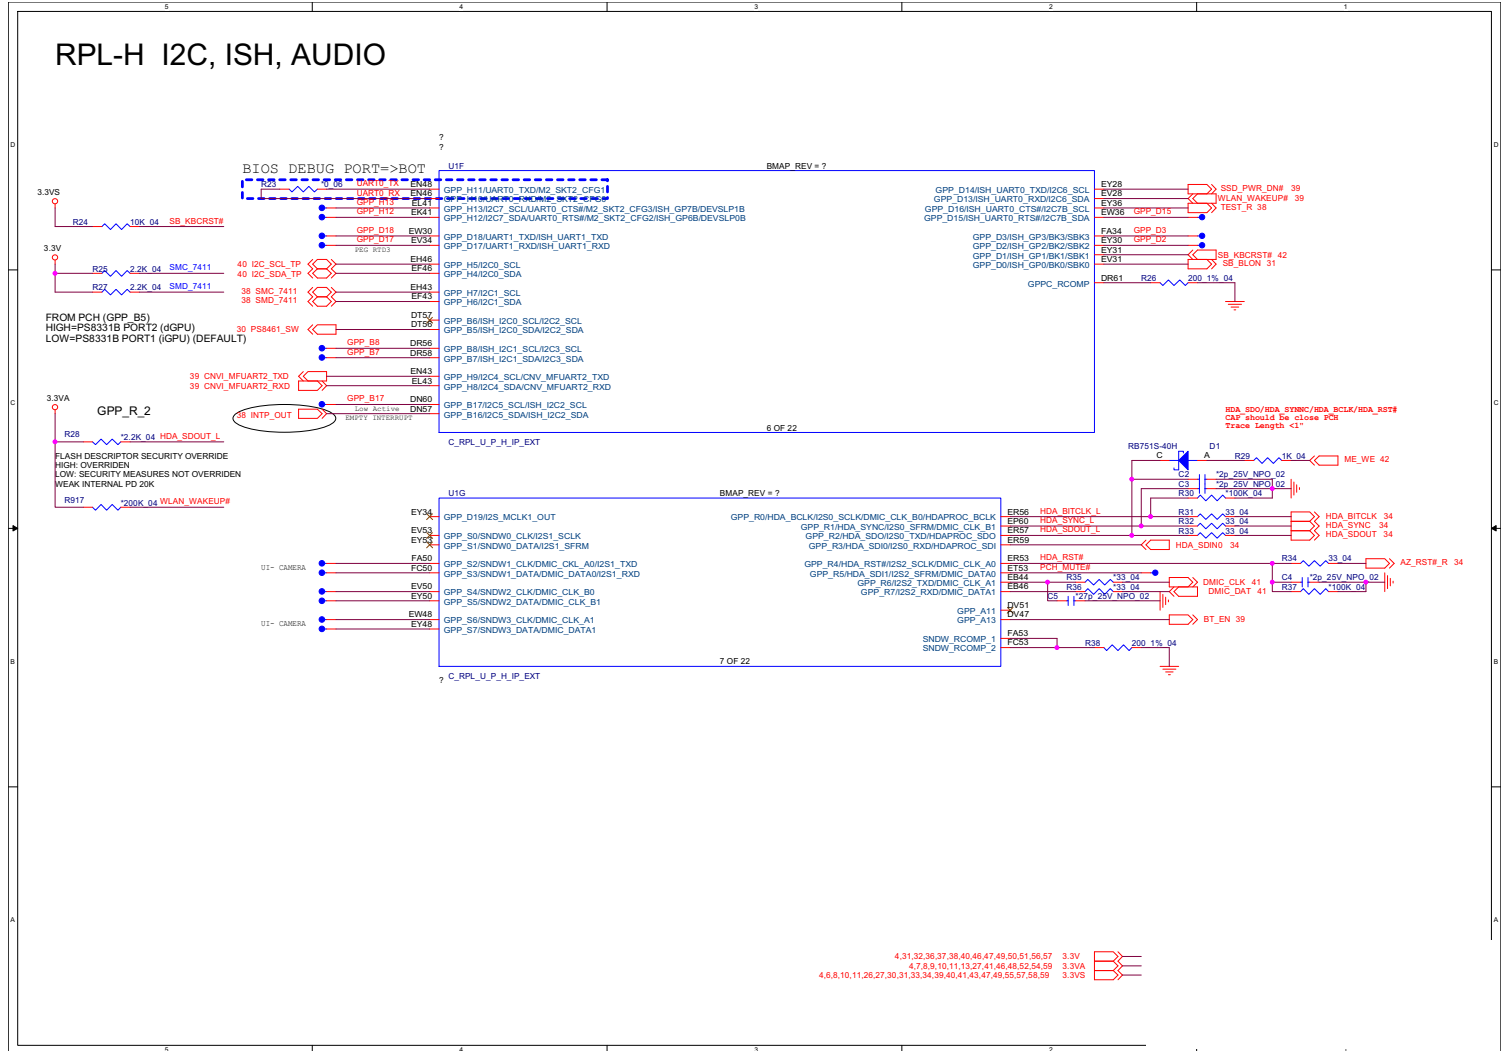 5 4 3 2 1
RPL-H I2C, ISH, AUDIO
D D
?
?
BIOS DEBUG PORT=>BOT
U1F
BMAP_REV = ?
R23 *0_06 UART0_TX EN48 GPP_H11/UART0_TXD/M2_SKT2_CFG1
UART0_RX EN46
GPP_H13 EL41 GPP_H13/I2C7_SCL/UART0_CTS#/M2_SKT2_CFG3/ISH_GP7B/DEVSLP1B
GPP_H12 EK41 GPP_H12/I2C7_SDA/UART0_RTS#/M2_SKT2_CFG2/ISH_GP6B/DEVSLP0B
GPP_D18 EW30 GPP_D18/UART1_TXD/ISH_UART1_TXD
GPP_D17 EV34 GPP_D17/UART1_RXD/ISH_UART1_RXD
PEG RTD3
40 I2C_SCL_TP EH46 GPP_H5/I2C0_SCL
40 I2C_SDA_TP EF46 GPP_H4/I2C0_SDA
38 SMC_7411 EH43 GPP_H7/I2C1_SCL
38 SMD_7411 EF43 GPP_H6/I2C1_SDA
DT57 GPP_B6/ISH_I2C0_SCL/I2C2_SCL
30 PS8461_SW DT56 GPP_B5/ISH_I2C0_SDA/I2C2_SDA
GPP_B8 DR56 GPP_B8/ISH_I2C1_SCL/I2C3_SCL
GPP_B7 DR58 GPP_B7/ISH_I2C1_SDA/I2C3_SDA
39 CNVI_MFUART2_TXD EN43 GPP_H9/I2C4_SCL/CNV_MFUART2_TXD
39 CNVI_MFUART2_RXD EL43 GPP_H8/I2C4_SDA/CNV_MFUART2_RXD
GPP_B17 DN60 GPP_B17/I2C5_SCL/ISH_I2C2_SCL
38 INTP_OUT Low Active DN57 GPP_B16/I2C5_SDA/ISH_I2C2_SDA
EMPTY INTERRUPT
6 OF 22
C_RPL_U_P_H_IP_EXT
GPP_D14/ISH_UART0_TXD/I2C6_SCL EY28 SSD_PWR_DN# 39
GPP_D13/ISH_UART0_RXD/I2C6_SDA EV28 WLAN_WAKEUP# 39
GPP_D16/ISH_UART0_CTS#/I2C7B_SCL EY36 TEST_R 38
GPP_D15/ISH_UART0_RTS#/I2C7B_SDA EW36 GPP_D15
GPP_D3/ISH_GP3/BK3/SBK3 FA34 GPP_D3
GPP_D2/ISH_GP2/BK2/SBK2 EY30 GPP_D2
GPP_D1/ISH_GP1/BK1/SBK1 EY31 SB_KBCRST# 42
GPP_D0/ISH_GP0/BK0/SBK0 EV31 SB_BLON 31
GPPC_RCOMP DR61 R26 200_1%_04
3.3VS
R24 10K_04 SB_KBCRST#
3.3V
R25 2.2K_04 SMC_7411
R27 2.2K_04 SMD_7411
FROM PCH (GPP_B5)
HIGH=PS8331B PORT2 (dGPU)
LOW=PS8331B PORT1 (iGPU) (DEFAULT)
C C
3.3VA
GPP_R_2
R28 *2.2K_04 HDA_SDOUT_L
FLASH DESCRIPTOR SECURITY OVERRIDE
HIGH: OVERRIDEN
LOW: SECURITY MEASURES NOT OVERRIDEN
WEAK INTERNAL PD 20K
R917 *200K_04 WLAN_WAKEUP#
HDA_SDO/HDA_SYNNC/HDA_BCLK/HDA_RST#
CAP should be close PCH
Trace Length <1"
RB751S-40H D1
C A R29 1K_04 ME_WE 42
C2 *2p_25V_NPO_02
C3 *2p_25V_NPO_02
R30 *100K_04
U1G
BMAP_REV = ?
EY34 GPP_D19/I2S_MCLK1_OUT
EV53 GPP_S0/SNDW0_CLK/I2S1_SCLK
EY53 GPP_S1/SNDW0_DATA/I2S1_SFRM
UI- CAMERA
FA50 GPP_S2/SNDW1_CLK/DMIC_CKL_A0/I2S1_TXD
FC50 GPP_S3/SNDW1_DATA/DMIC_DATA0/I2S1_RXD
EV50 GPP_S4/SNDW2_CLK/DMIC_CLK_B0
EY50 GPP_S5/SNDW2_DATA/DMIC_CLK_B1
UI- CAMERA
EW48 GPP_S6/SNDW3_CLK/DMIC_CLK_A1
EY48 GPP_S7/SNDW3_DATA/DMIC_DATA1
GPP_R0/HDA_BCLK/I2S0_SCLK/DMIC_CLK_B0/HDAPROC_BCLK ER56 HDA_BITCLK_L R31 33_04 HDA_BITCLK 34
GPP_R1/HDA_SYNC/I2S0_SFRM/DMIC_CLK_B1 EP60 HDA_SYNC_L R32 33_04 HDA_SYNC 34
GPP_R2/HDA_SDO/I2S0_TXD/HDAPROC_SDO ER57 HDA_SDOUT_L R33 33_04 HDA_SDOUT 34
GPP_R3/HDA_SDI0/I2S0_RXD/HDAPROC_SDI ER59 HDA_SDIN0 34
GPP_R4/HDA_RST#/I2S2_SCLK/DMIC_CLK_A0 ER53 HDA_RST# R34 33_04 AZ_RST#_R 34
GPP_R5/HDA_SDI1/I2S2_SFRM/DMIC_DATA0 ET53 PCH_MUTE#
GPP_R6/I2S2_TXD/DMIC_CLK_A1 EB44 R35 *33_04 DMIC_CLK 41
GPP_R7/I2S2_RXD/DMIC_DATA1 EB46 R36 *33_04 DMIC_DAT 41
C5 *27p_25V_NPO_02
C4 *2p_25V_NPO_02
R37 *100K_04
GPP_A11 DV51
GPP_A13 DV47 BT_EN 39
SNDW_RCOMP_1 FA53
SNDW_RCOMP_2 FC53 R38 200_1%_04
7 OF 22
? C_RPL_U_P_H_IP_EXT
B B
A A
4,31,32,36,37,38,40,46,47,49,50,51,56,57 3.3V
4,7,8,9,10,11,13,27,41,46,48,52,54,59 3.3VA
4,6,8,10,11,26,27,30,31,33,34,39,40,41,43,47,49,55,57,58,59 3.3VS
5 4 3 2